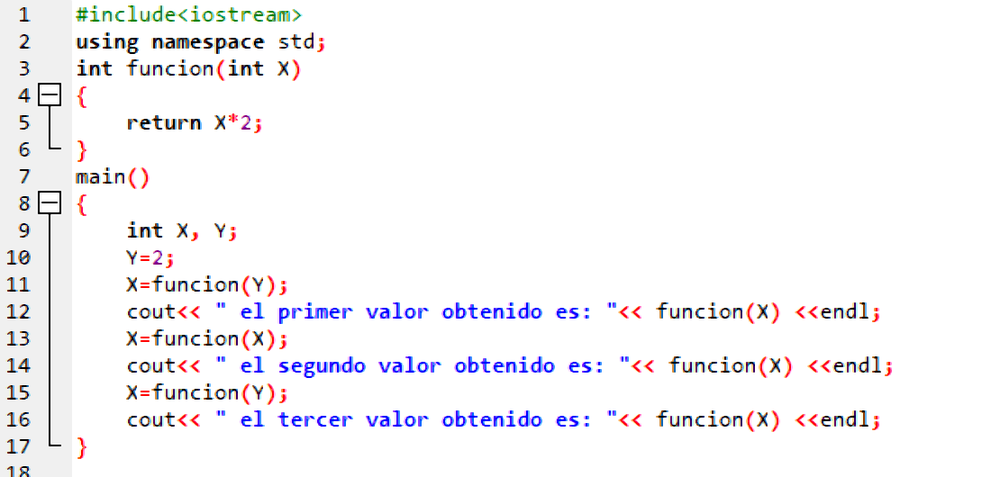 1 #include<iostream>
2 using namespace std;
3 int funcion(int X)
4 {
5 return X*2;
6 }
7 main()
8 {
9 int X, Y;
10 Y=2;
11 X=funcion(Y);
12 cout<< " el primer valor obtenido es: "<< funcion(X) <<endl;
13 X=funcion(X);
14 cout<< " el segundo valor obtenido es: "<< funcion(X) <<endl;
15 X=funcion(Y);
16 cout<< " el tercer valor obtenido es: "<< funcion(X) <<endl;
17 }
18